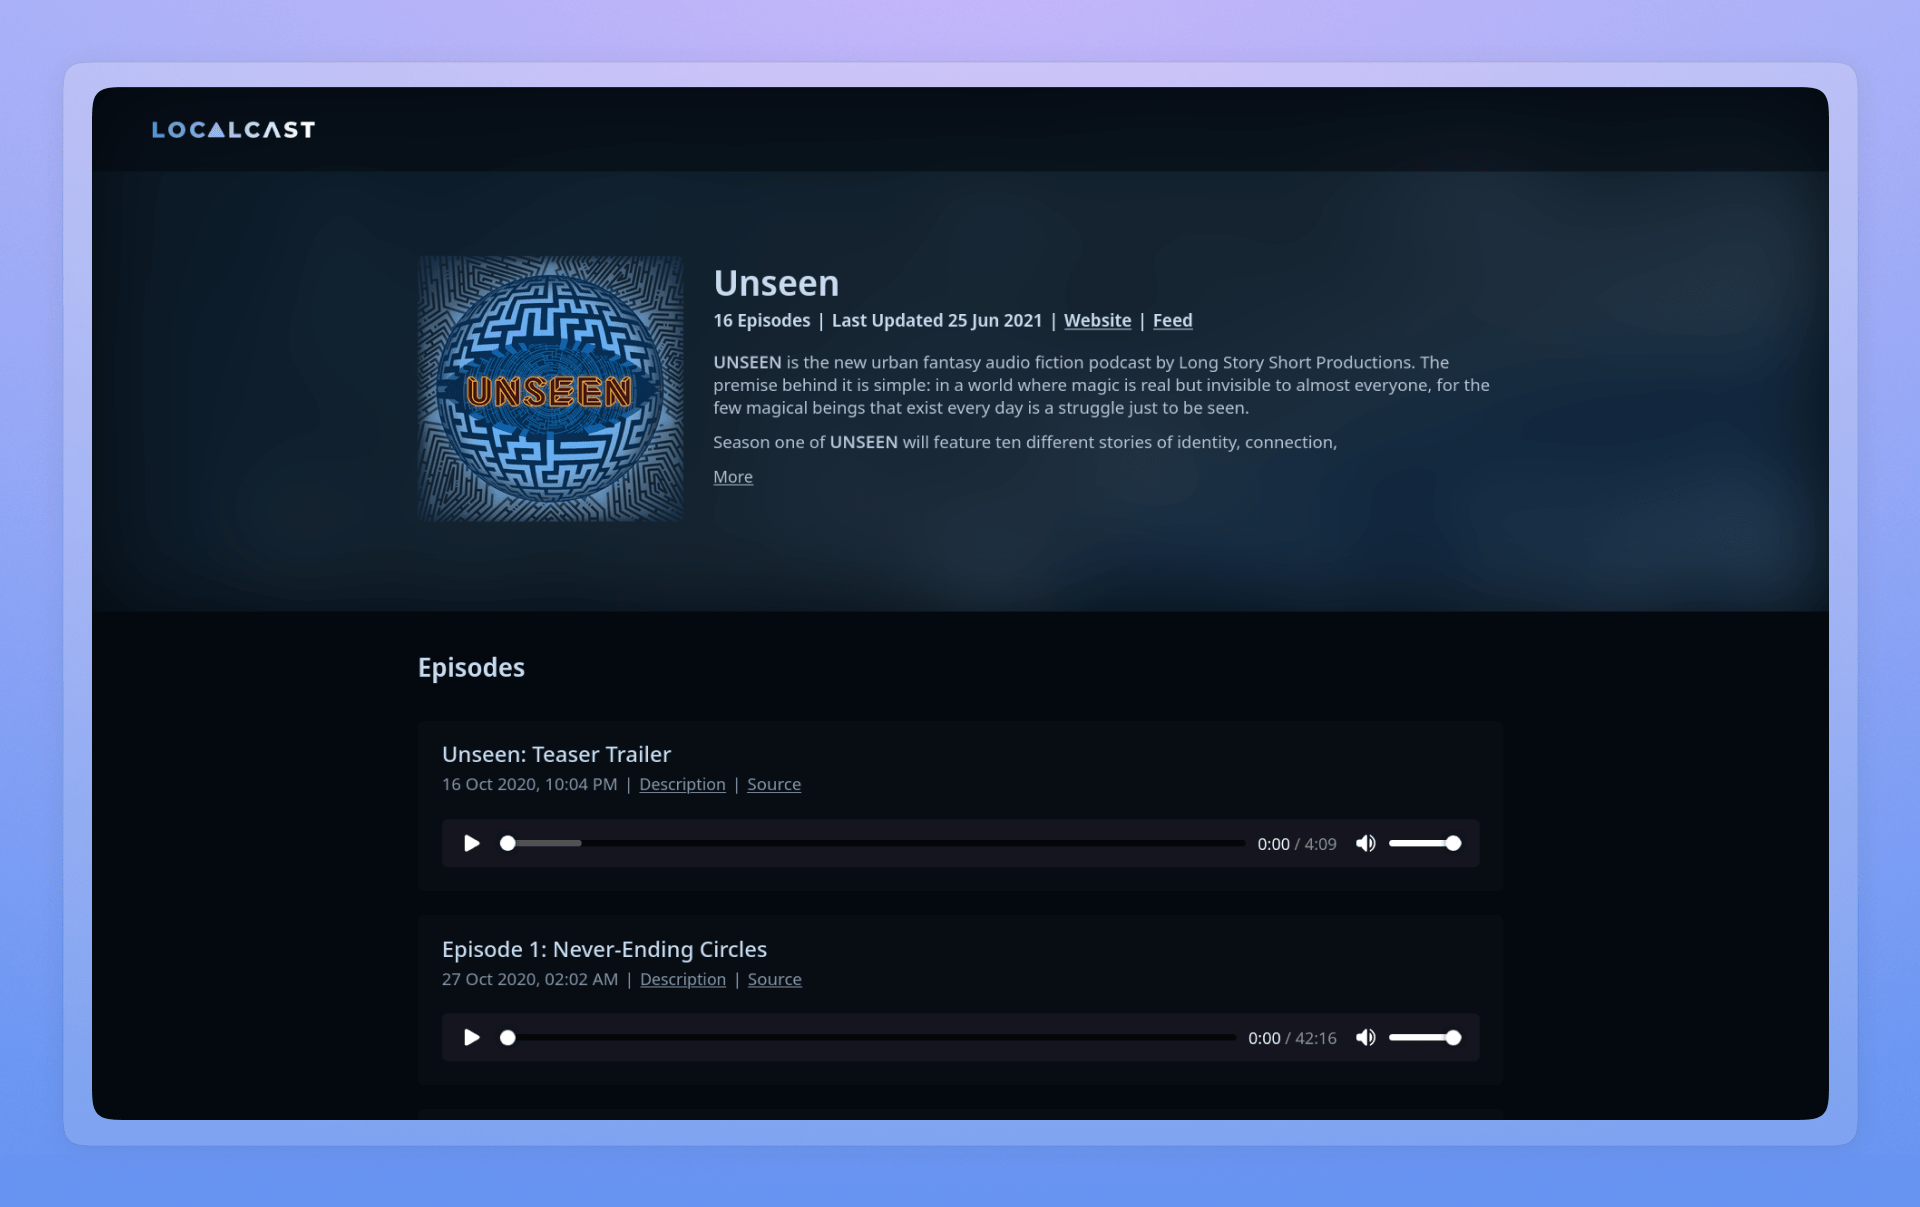 LOCALCAST
UNSEEN
Unseen
16 Episodes | Last Updated 25 Jun 2021 | Website | Feed
UNSEEN is the new urban fantasy audio fiction podcast by Long Story Short Productions. The
premise behind it is simple: in a world where magic is real but invisible to almost everyone, for the
few magical beings that exist every day is a struggle just to be seen.
Season one of UNSEEN will feature ten different stories of identity, connection,
More
Episodes
Unseen: Teaser Trailer
16 Oct 2020, 10:04 PM | Description | Source
0:00 / 4:09
Episode 1: Never-Ending Circles
27 Oct 2020, 02:02 AM | Description | Source
0:00 / 42:16